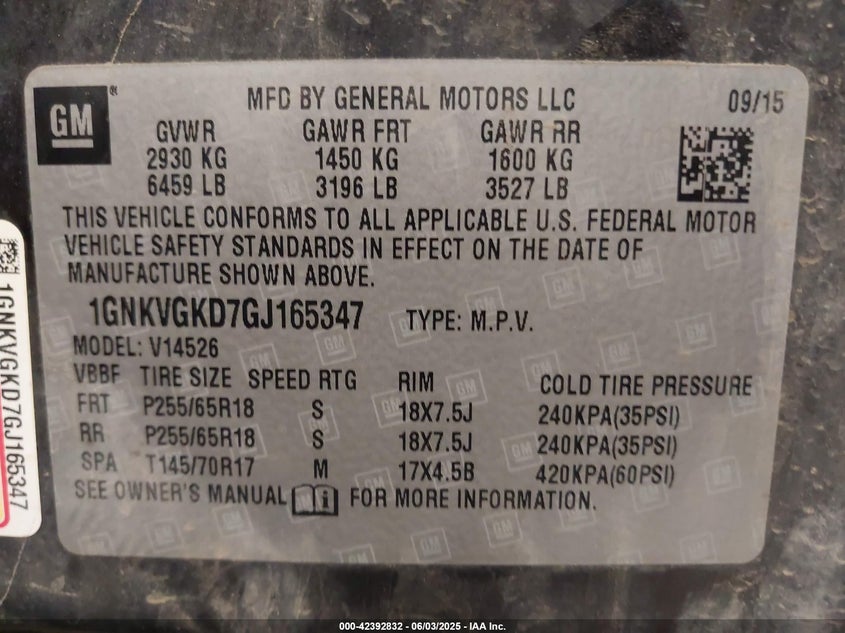 GM
®
MFD BY GENERAL MOTORS LLC
09/15
GVWR GAWR FRT GAWR RR
2930 KG 1450 KG 1600 KG
6459 LB 3196 LB 3527 LB
THIS VEHICLE CONFORMS TO ALL APPLICABLE U.S. FEDERAL MOTOR
VEHICLE SAFETY STANDARDS IN EFFECT ON THE DATE OF
MANUFACTURE SHOWN ABOVE.
1GNKVGKD7GJ165347 TYPE: M.P.V.
MODEL: V14526
VBBF TIRE SIZE SPEED RTG RIM COLD TIRE PRESSURE
FRT P255/65R18 S 18X7.5J 240KPA(35PSI)
RR P255/65R18 S 18X7.5J 240KPA(35PSI)
SPA T145/70R17 M 17X4.5B 420KPA(60PSI)
SEE OWNER'S MANUAL FOR MORE INFORMATION.
1GNKVGKD7GJ165347
000-42392832 - 06/03/2025 - IAA Inc.